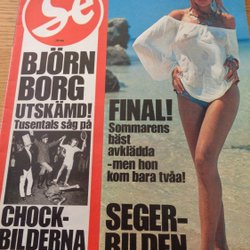 Se
BJÖRN
BORG
UTSKÄMD!
Tusentals såg på
CHOCK-
BILDERNA
FINAL!
Sommarens
bäst
avklädda
-men hon
kom bara tvåa!
SEGER-
BILDEN